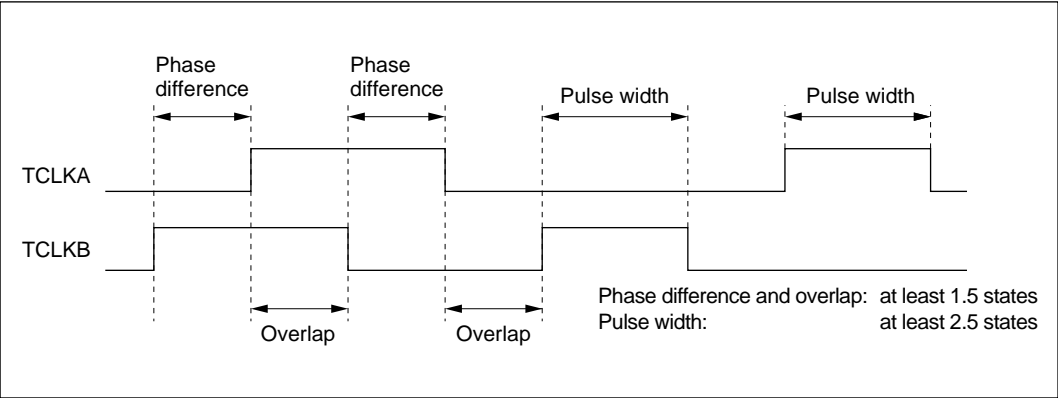 Phase
difference
Phase
difference
Pulse width
Pulse width
TCLKA
TCLKB
Overlap
Overlap
Phase difference and overlap: at least 1.5 states
Pulse width: at least 2.5 states